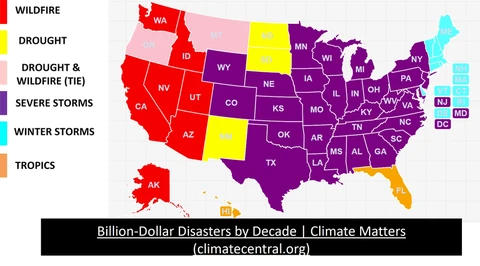 WILDFIRE
DROUGHT
DROUGHT &
WILDFIRE (TIE)
SEVERE STORMS
WINTER STORMS
TROPICS
WA
OR
MT
ND
MN
ID
SD
WI
MI
ME
WY
NY
NH
MA
NE
IA
PA
VT
CT
NV
UT
CO
IL
IN
OH
NJ
RI
CA
KS
MO
KY
WV
VA
DE
MD
DC
AZ
NM
OK
AR
TN
NC
SC
MS
AL
GA
TX
LA
AK
HI
FL
Billion-Dollar Disasters by Decade | Climate Matters
(climatecentral.org)